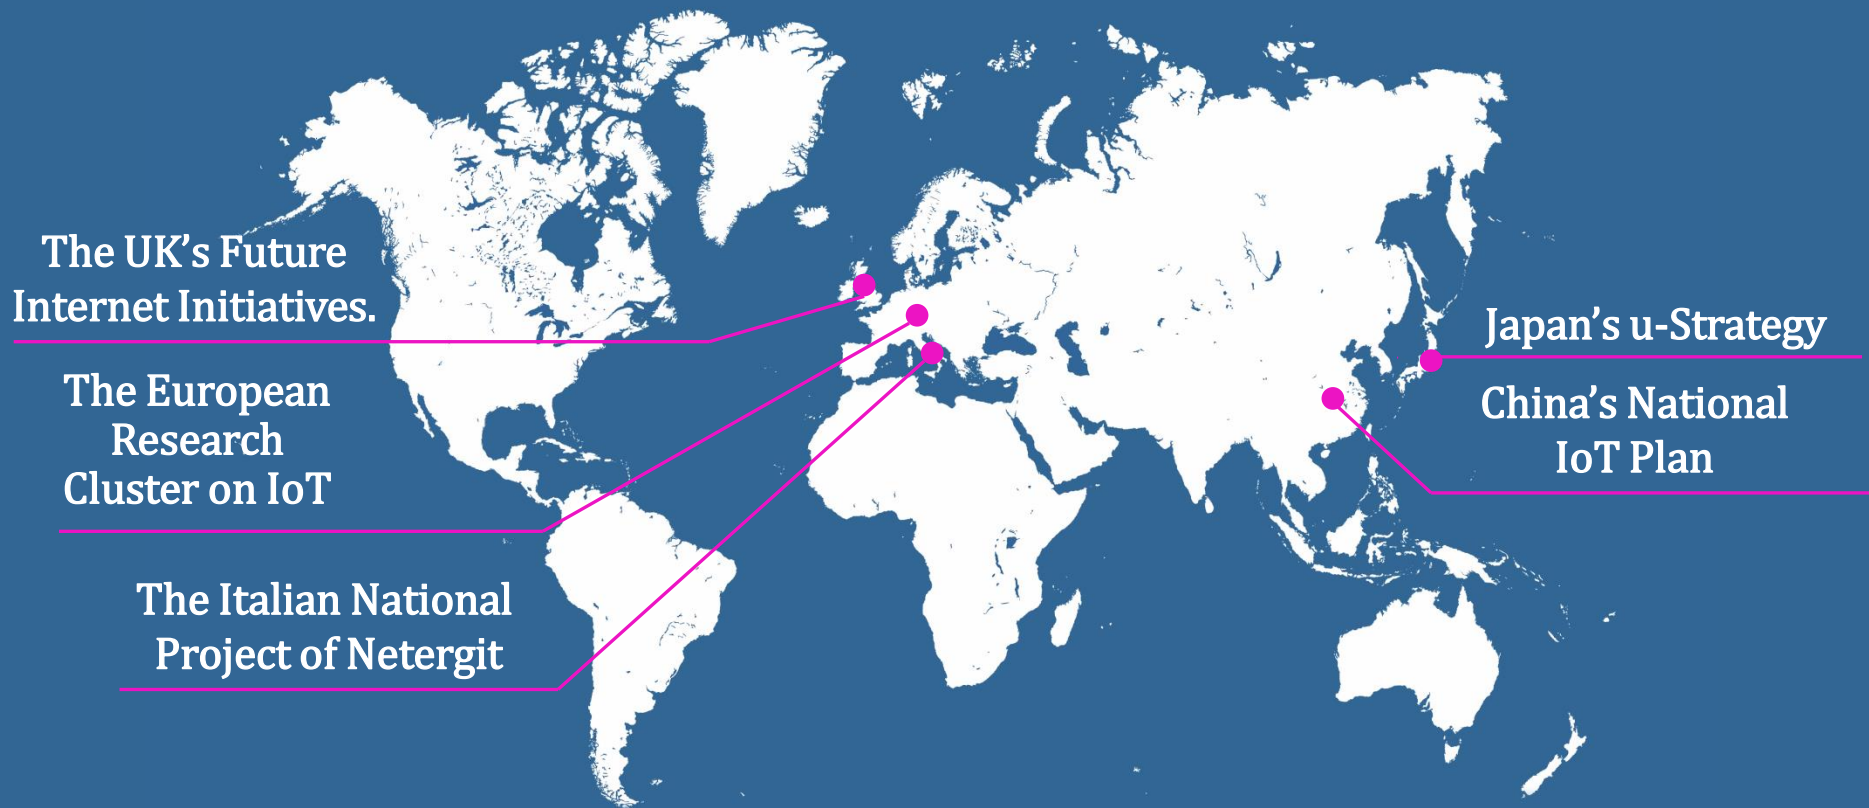 The UK’s Future
Internet Initiatives.
The European
Research
Cluster on IoT
The Italian National
Project of Netergit
Japan’s u-Strategy
China’s National
IoT Plan